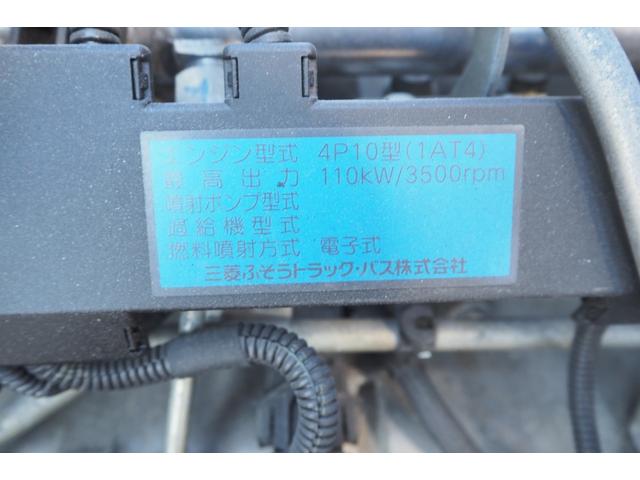 エンジン型式 4P10型(1AT4)
最高出力 110kW/3500rpm
噴射ポンプ型式
過給機型式
燃料噴射方式 電子式
三菱ふそうトラック・バス株式会社